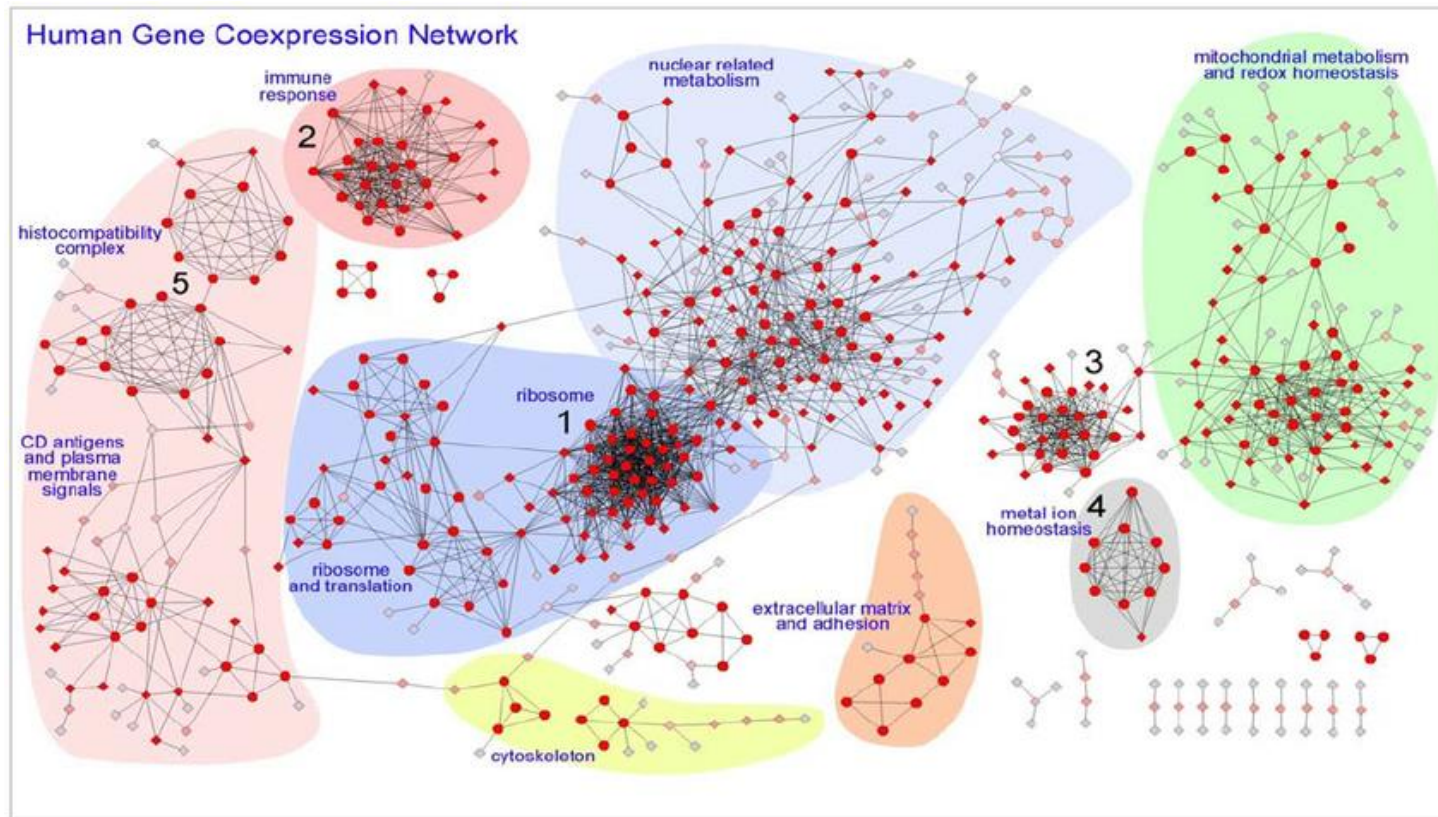 Human Gene Coexpression Network
immune
response
2
nuclear related
metabolism
mitochondrial metabolism
and redox homeostasis
histocompatibility
complex
5
ribosome
1
3
CD antigens
and plasma
membrane
signals
metal ion
homeostasis
4
ribosome
and translation
extracellular matrix
and adhesion
cytoskeleton